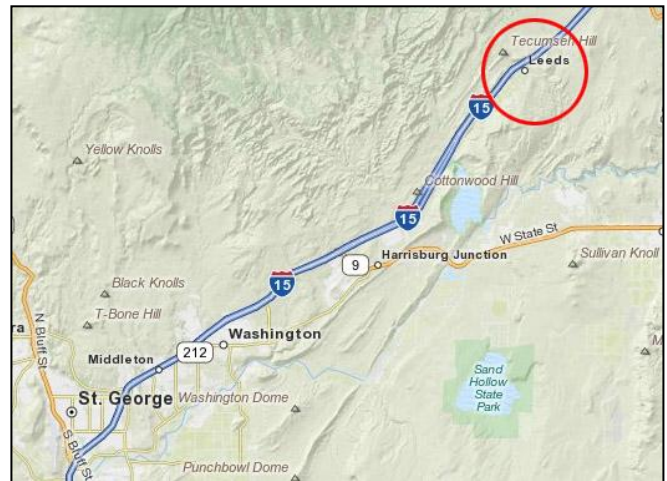 Tecumseh Hill
Leeds
15
Yellow Knolls
Cottonwood Hill
15
W State St
9
Harrisburg Junction
Sullivan Knoll
15
Black Knolls
T-Bone Hill
N Bluff St
ra
212
Washington
Middleton
Sand
Hollow
State
Park
M
St. George
Washington Dome
S Bluff St
Punchbowl Dome